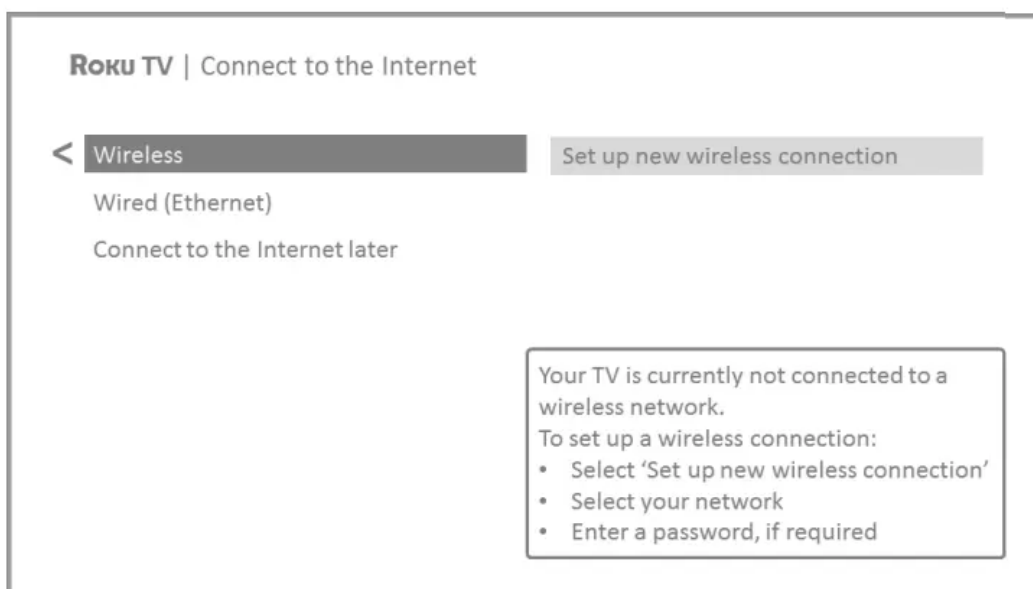 ROKU TV | Connect to the Internet
< Wireless
Set up new wireless connection
Wired (Ethernet)
Connect to the Internet later
Your TV is currently not connected to a
wireless network.
To set up a wireless connection:
• Select ‘Set up new wireless connection’
• Select your network
• Enter a password, if required